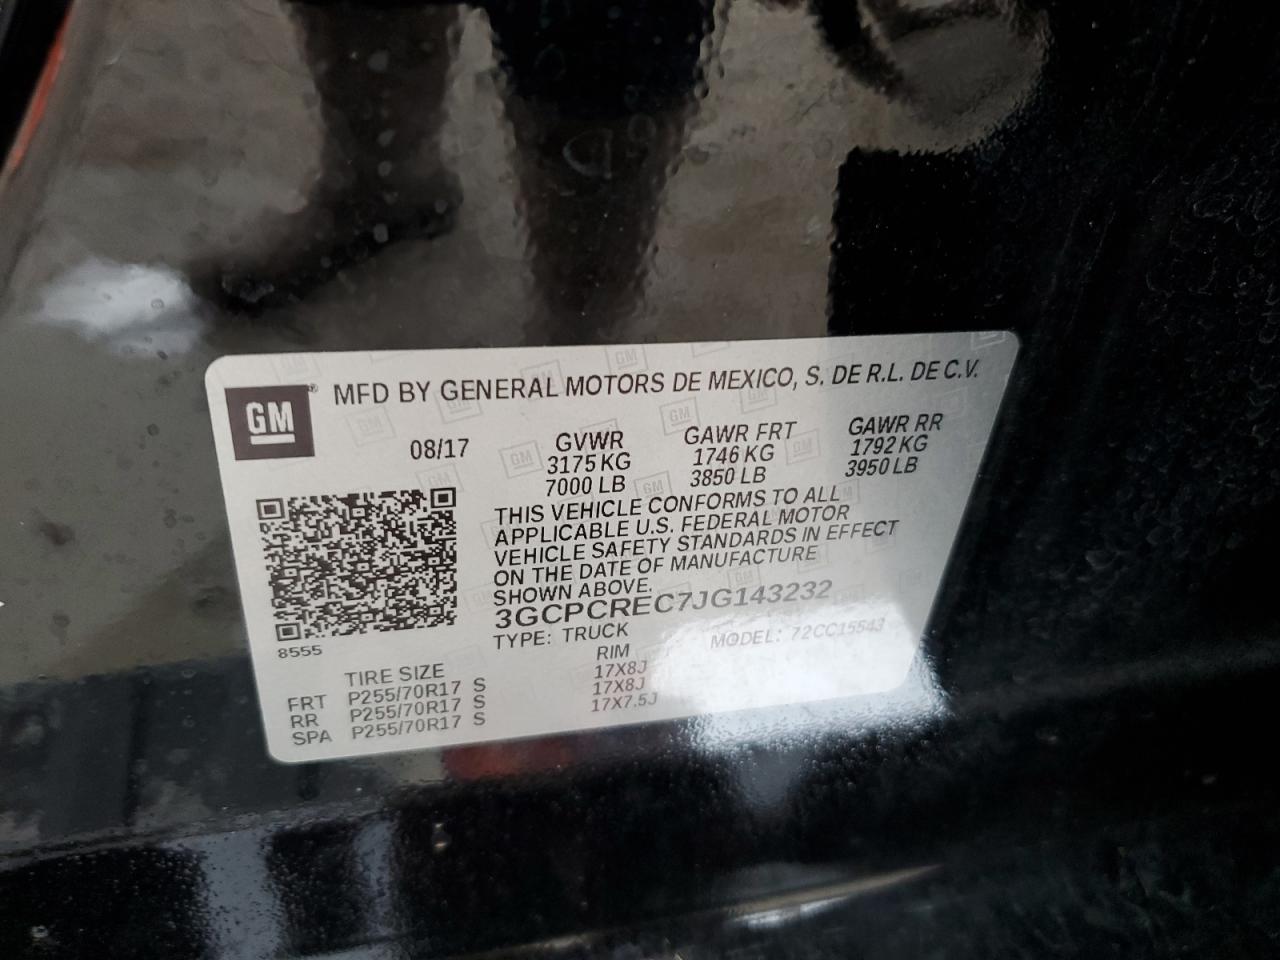 GM
MFD BY GENERAL MOTORS DE MEXICO, S. DE R.L. DE C.V.
08/17
GVWR GAWR FRT GAWR RR
3175 KG 1746 KG 1792 KG
7000 LB 3850 LB 3950 LB
THIS VEHICLE CONFORMS TO ALL
APPLICABLE U.S. FEDERAL MOTOR
VEHICLE SAFETY STANDARDS IN EFFECT
ON THE DATE OF MANUFACTURE
SHOWN ABOVE.
3GCPCREC7JG143232
TYPE: TRUCK MODEL: 72CC15543
8555
TIRE SIZE RIM
FRT P255/70R17 S 17X8J
RR P255/70R17 S 17X8J
SPA P255/70R17 S 17X7.5J